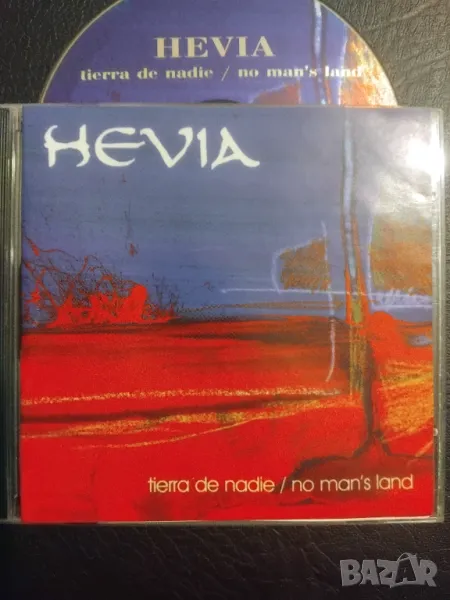 HEVIA
tierra de nadie / no man's land
HEVIA
tierra de nadie / no man's land
BAZAR